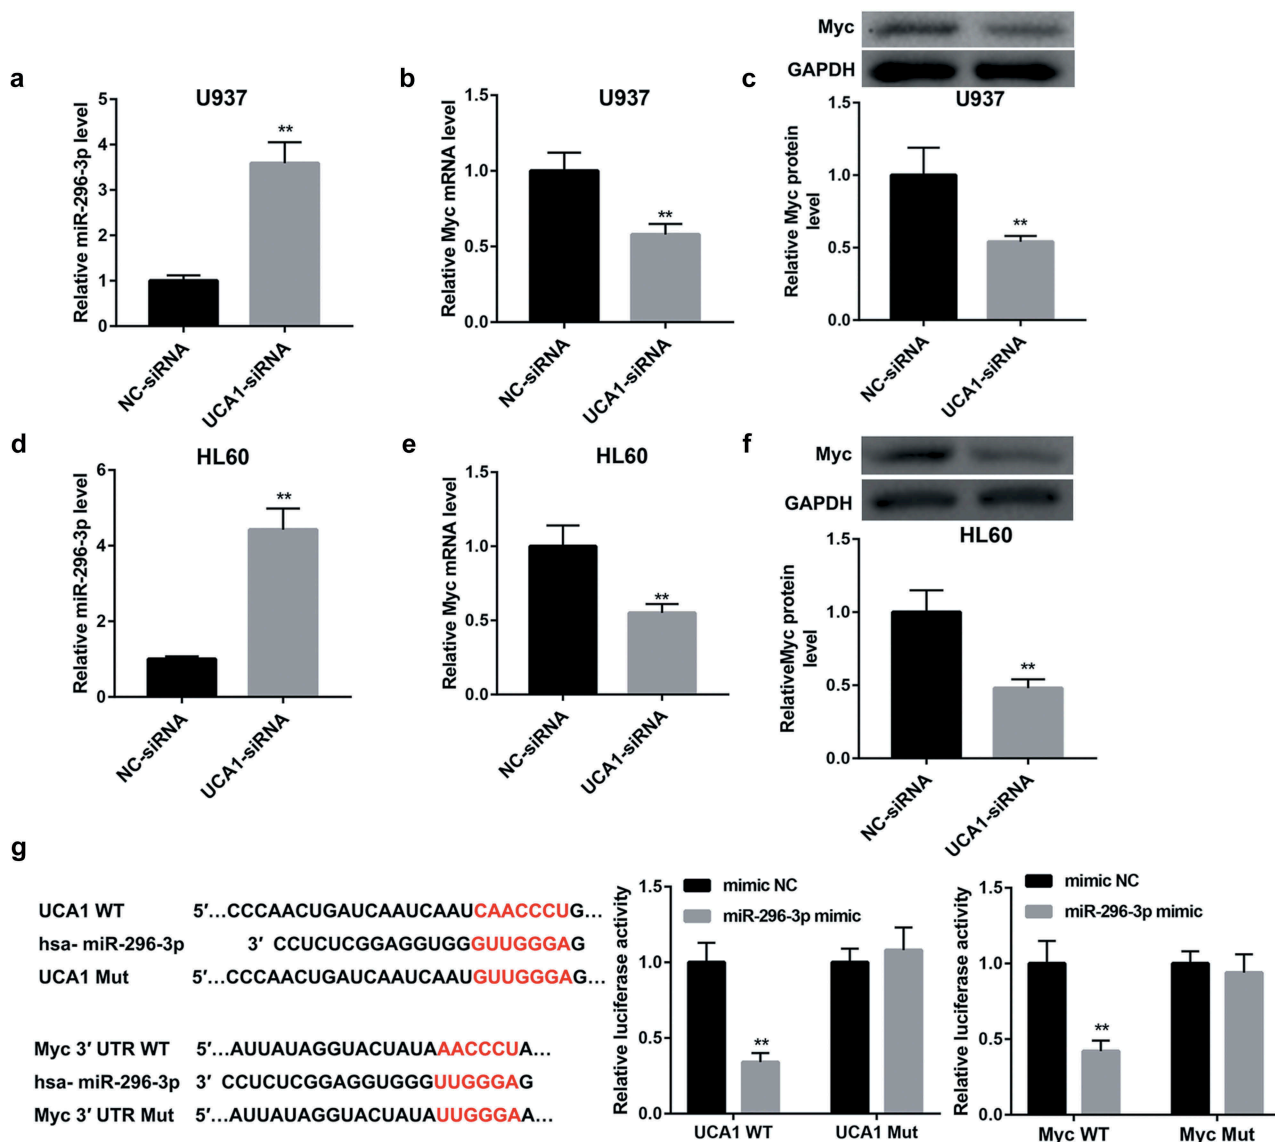 a
U937
Relative miR-296-3p level
5
4
3
2
1
0
**
NC-siRNA
UCA1-siRNA
b
U937
Relative Myc mRNA level
1.5
1.0
0.5
0.0
**
NC-siRNA
UCA1-siRNA
c
Myc
GAPDH
U937
Relative Myc protein
level
1.5
1.0
0.5
0.0
**
NC-siRNA
UCA1-siRNA
d
HL60
Relative miR-296-3p level
6
4
2
0
**
NC-siRNA
UCA1-siRNA
e
HL60
Relative Myc mRNA level
1.5
1.0
0.5
0.0
**
NC-siRNA
UCA1-siRNA
f
Myc
GAPDH
HL60
RelativeMyc protein
level
1.5
1.0
0.5
0.0
**
NC-siRNA
UCA1-siRNA
g
UCA1 WT 5′...CCCAACUGAUCAAUCAAUCAACCCUG...
hsa- miR-296-3p 3′ CCUCUCGGAGGUGGGUUGGGAG
UCA1 Mut 5′...CCCAACUGAUCAAUCAAUGUUGGGAG...
Myc 3′ UTR WT 5′...AUUAUAGGUACUAUAAACCCUA...
hsa- miR-296-3p 3′ CCUCUCGGAGGUGGGUUGGGAG
Myc 3′ UTR Mut 5′...AUUAUAGGUACUAUAUUGGGAA...
Relative luciferase activity
1.5
1.0
0.5
0.0
mimic NC
miR-296-3p mimic
**
UCA1 WT
UCA1 Mut
Relative luciferase activity
1.5
1.0
0.5
0.0
mimic NC
miR-296-3p mimic
**
Myc WT
Myc Mut